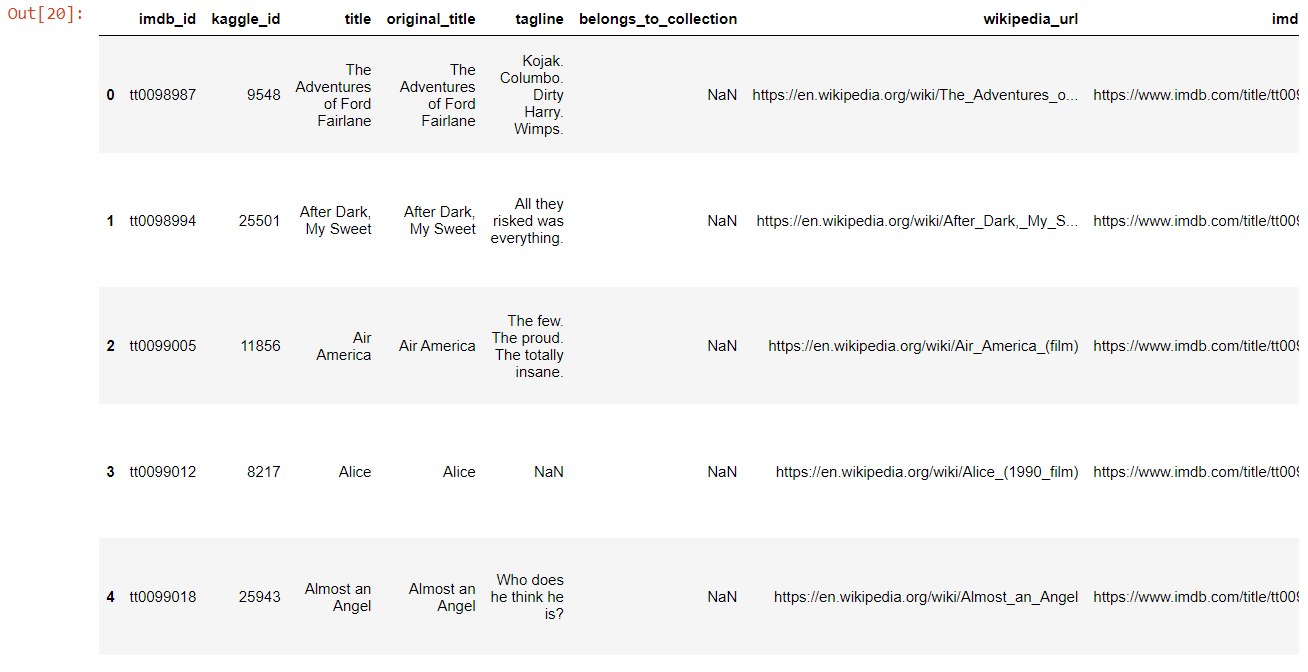 Out[20]:
imdb_id kaggle_id title original_title tagline belongs_to_collection wikipedia_url imd
0 tt0098987 9548 The Adventures of Ford Fairlane The Adventures of Ford Fairlane Kojak. Columbo. Dirty Harry. Wimps. NaN https://en.wikipedia.org/wiki/The_Adventures_o... https://www.imdb.com/title/tt009
1 tt0098994 25501 After Dark, My Sweet After Dark, My Sweet All they risked was everything. NaN https://en.wikipedia.org/wiki/After_Dark,_My_S... https://www.imdb.com/title/tt009
2 tt0099005 11856 Air America Air America The few. The proud. The totally insane. NaN https://en.wikipedia.org/wiki/Air_America_(film) https://www.imdb.com/title/tt009
3 tt0099012 8217 Alice Alice NaN NaN https://en.wikipedia.org/wiki/Alice_(1990_film) https://www.imdb.com/title/tt009
4 tt0099018 25943 Almost an Angel Almost an Angel Who does he think he is? NaN https://en.wikipedia.org/wiki/Almost_an_Angel https://www.imdb.com/title/tt009